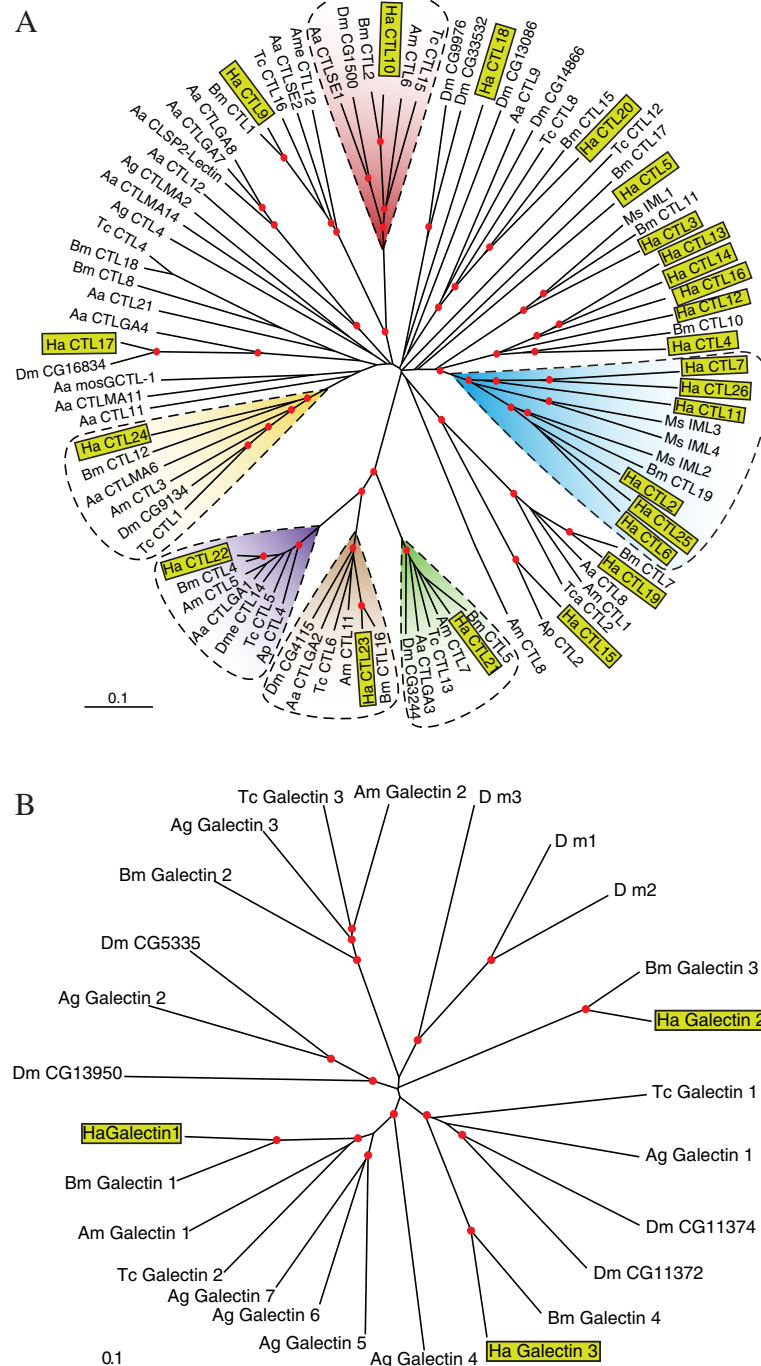 A
Aa CTLSE1
Dm CG1500
Bm CTL2
Ha CTL10
Am CTL6
Tc CTL15
Dm CG9976
Dm CG33532
Ha CTL18
Dm CG13086
Aa CTL9
Dm CG14866
Tc CTL8
Bm CTL15
Ha CTL20
Tc CTL12
Bm CTL17
Ha CTL5
Ms IML1
Bm CTL11
Ha CTL3
Ha CTL13
Ha CTL14
Ha CTL16
Ha CTL12
Bm CTL10
Ha CTL4
Ha CTL7
Ha CTL26
Ha CTL11
Ms IML3
Ms IML4
Ms IML2
Bm CTL19
Ha CTL2
Ha CTL25
Ha CTL6
Bm CTL7
Ha CTL19
Aa CTL8
Am CTL1
Tca CTL2
Ha CTL15
Ap CTL2
Am CTL8
Bm CTL5
Ha CTL21
Am CTL7
Tc CTL13
Aa CTLGA3
Dm CG3244
Bm CTL16
Ha CTL23
Am CTL11
Tc CTL6
Aa CTLGA2
Dm CG4115
Ap CTL4
Tc CTL5
Dme CTL14
Aa CTLGA1
Am CTL5
Bm CTL4
Ha CTL22
Tc CTL1
Dm CG9134
Am CTL3
Aa CTLMA6
Bm CTL12
Ha CTL24
Aa CTL11
Aa CTLMA11
Aa mosGCTL-1
Dm CG16834
Ha CTL17
Aa CTLGA4
Aa CTL21
Bm CTL8
Bm CTL18
Tc CTL4
Ag CTL4
Aa CTLMA14
Ag CTLMA2
Aa CTL12
Aa CLSP2-Lectin
Aa CTLGA7
Aa CTLGA8
Bm CTL1
Ha CTL9
Tc CTL16
Aa CTLSE2
Ame CTL12
0.1
B
Tc Galectin 3
Am Galectin 2
D m3
D m1
D m2
Bm Galectin 3
Ha Galectin 2
Tc Galectin 1
Ag Galectin 1
Dm CG11374
Dm CG11372
Bm Galectin 4
Ha Galectin 3
Ag Galectin 4
Ag Galectin 5
Ag Galectin 6
Ag Galectin 7
Tc Galectin 2
Am Galectin 1
Bm Galectin 1
HaGalectin1
Dm CG13950
Ag Galectin 2
Dm CG5335
Bm Galectin 2
Ag Galectin 3
0.1